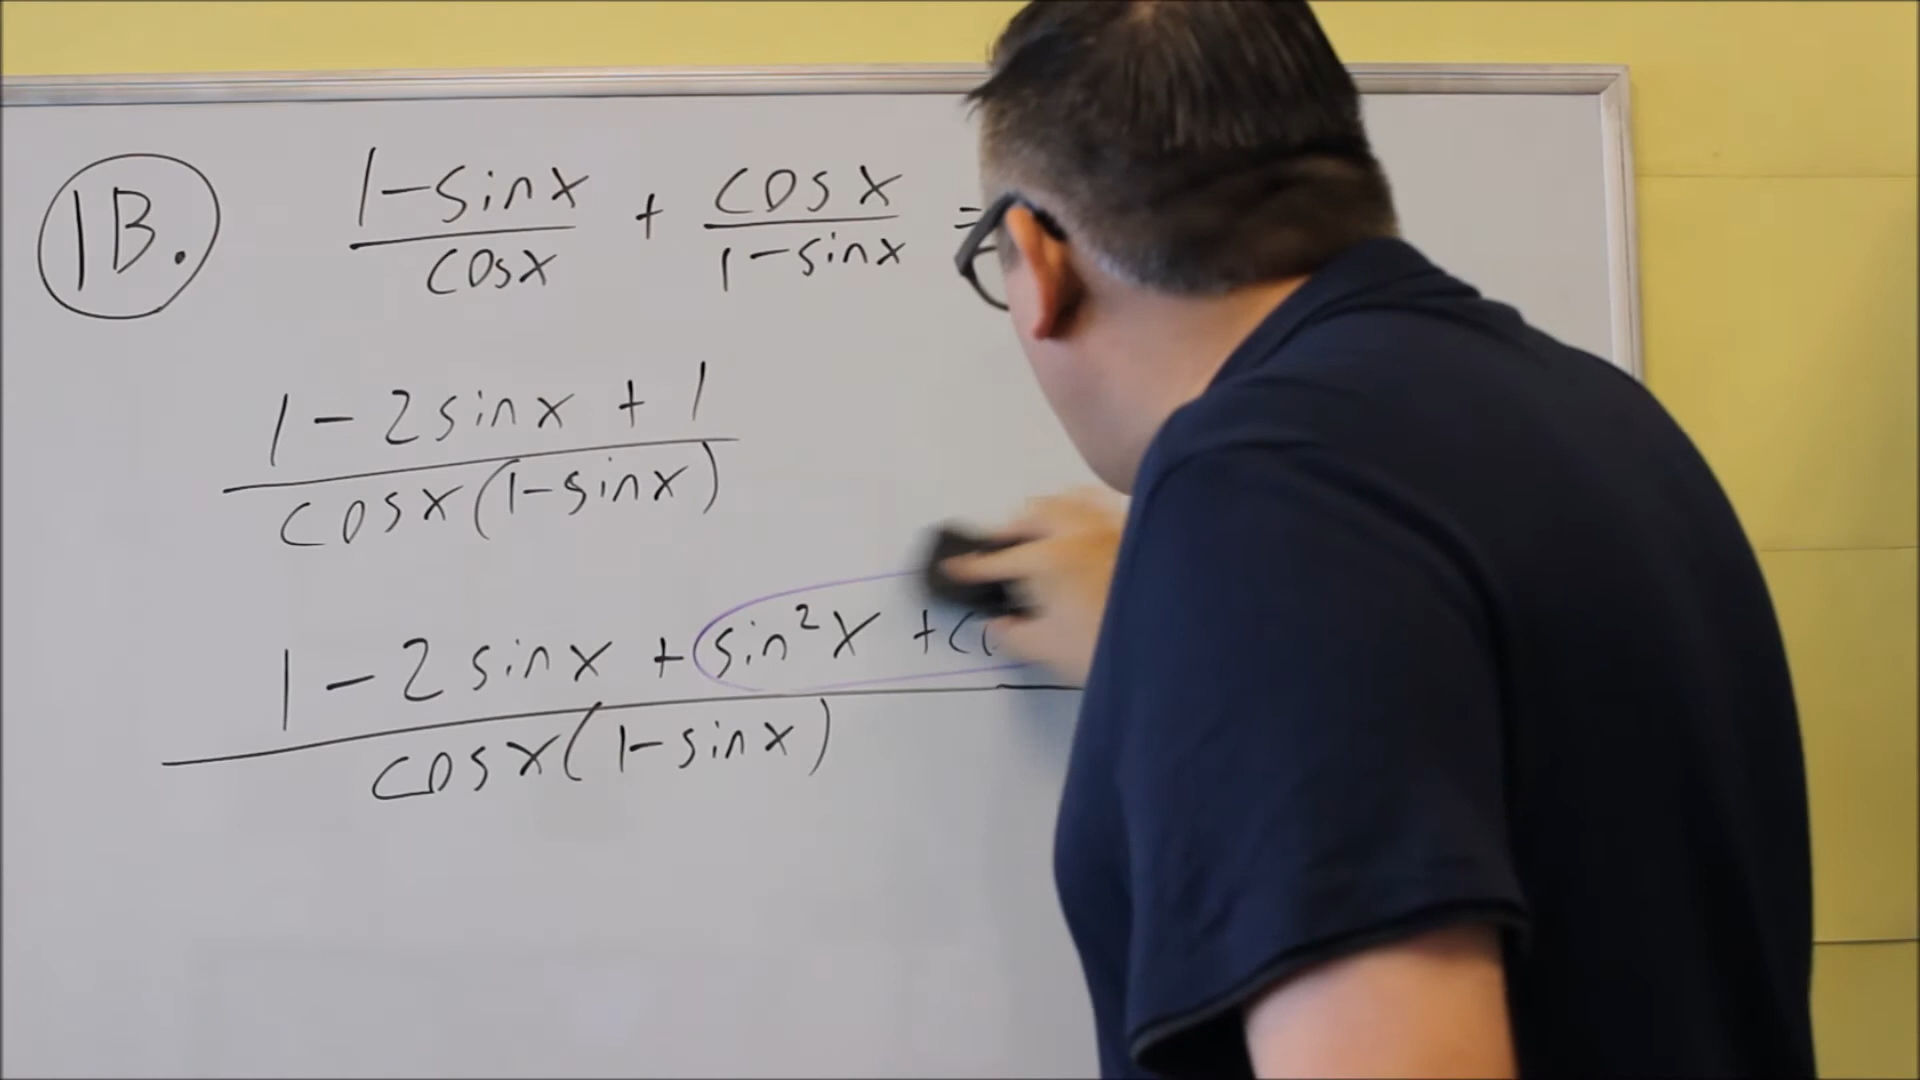 1B. (1-sinx)/cosx + cosx/(1-sinx) =
(1-2sinx+1)/(cosx(1-sinx))
(1-2sinx+sin²x+c)/(cosx(1-sinx))